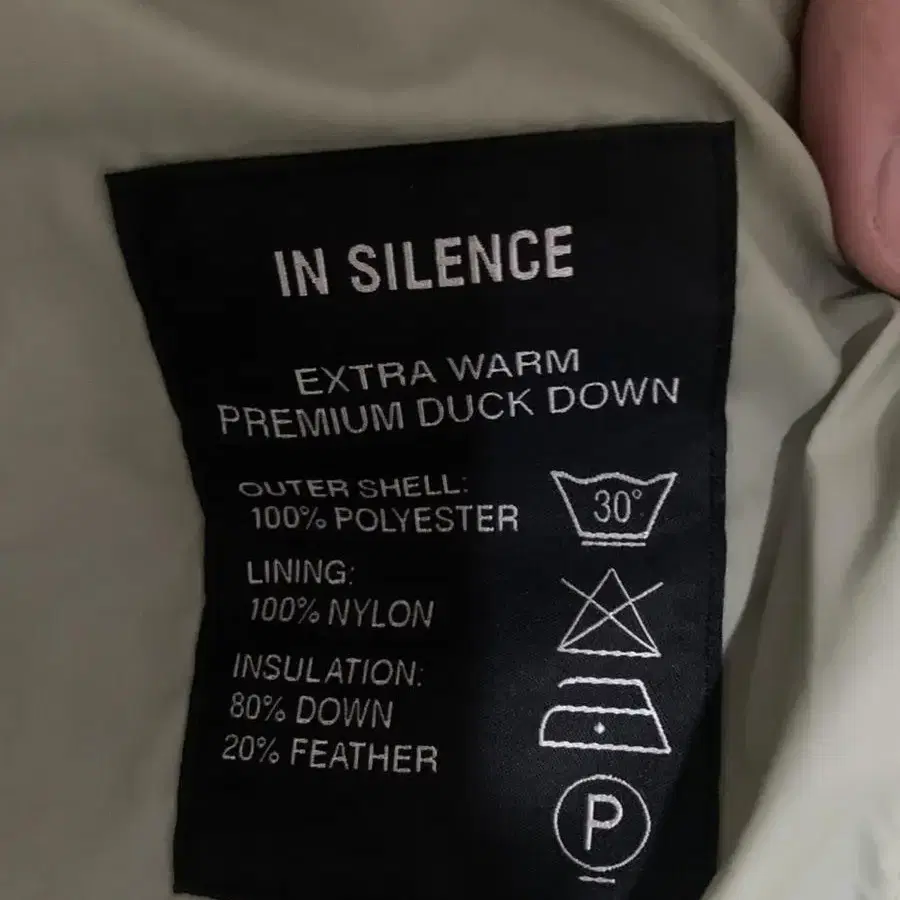 IN SILENCE
EXTRA WARM
PREMIUM DUCK DOWN
OUTER SHELL:
100% POLYESTER
LINING:
100% NYLON
INSULATION:
80% DOWN
20% FEATHER
30°
P